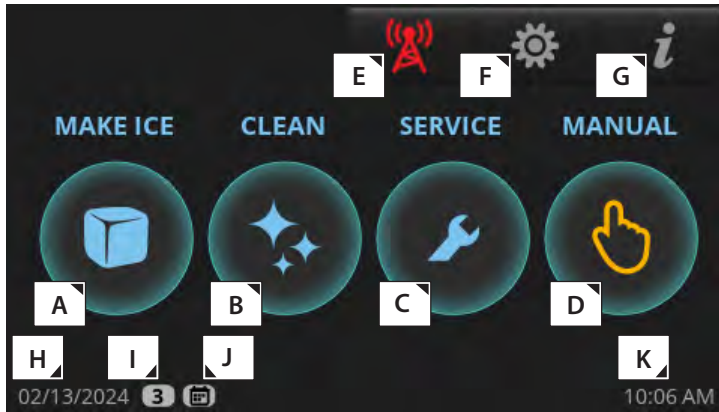 E F G
MAKE ICE CLEAN SERVICE MANUAL
A B C D
H I J K
02/13/2024 3 10:06 AM